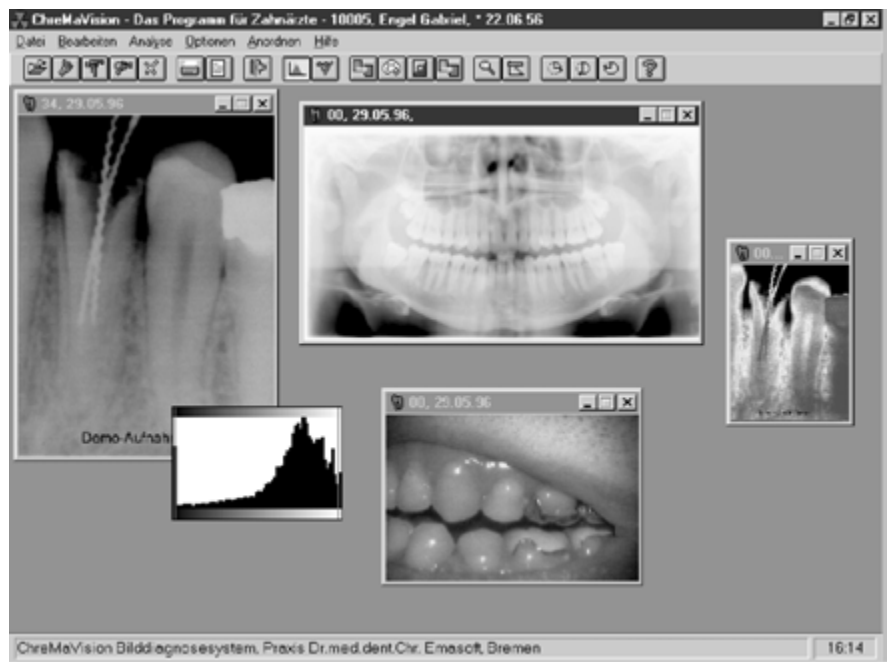 ChreMaVision - Das Programm für Zahnärzte - 10005, Engel Gabriel, * 22.06.56
Datei Bearbeiten Analyse Optionen Anordnen Hilfe
34, 29.05.96
00, 29.05.96,
00...
00, 29.05.96
Demo-Aufnah
ChreMaVision Bilddiagnosesystem, Praxis Dr.med.dent.Chr. Emasoft, Bremen
16:14